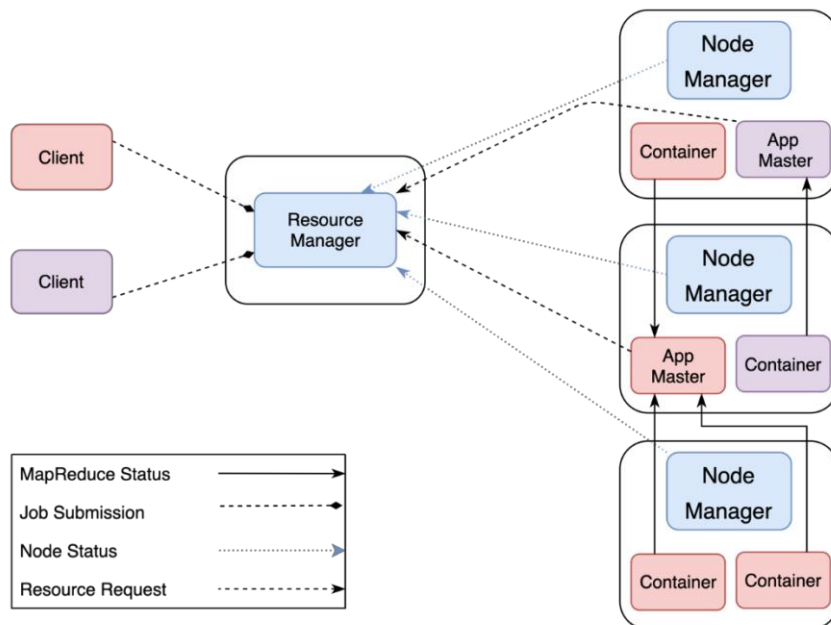 Node
Manager
Container
App
Master
Client
Resource
Manager
Client
Node
Manager
App
Master
Container
Node
Manager
Container
Container
MapReduce Status
Job Submission
Node Status
Resource Request